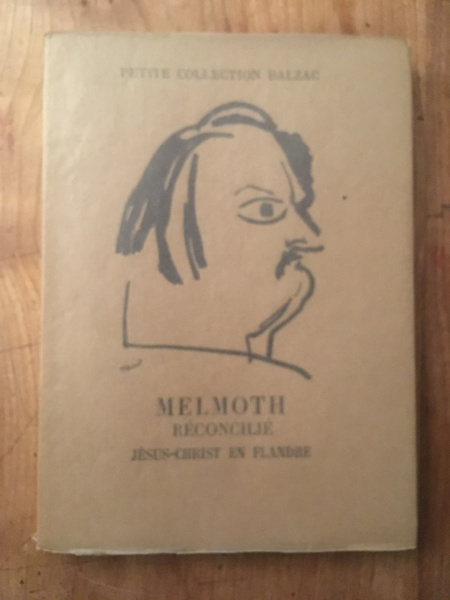 PETITE COLLECTION BALZAC
MELMOTH
RÉCONCILIÉ
JÉSUS-CHRIST EN FLANDRE